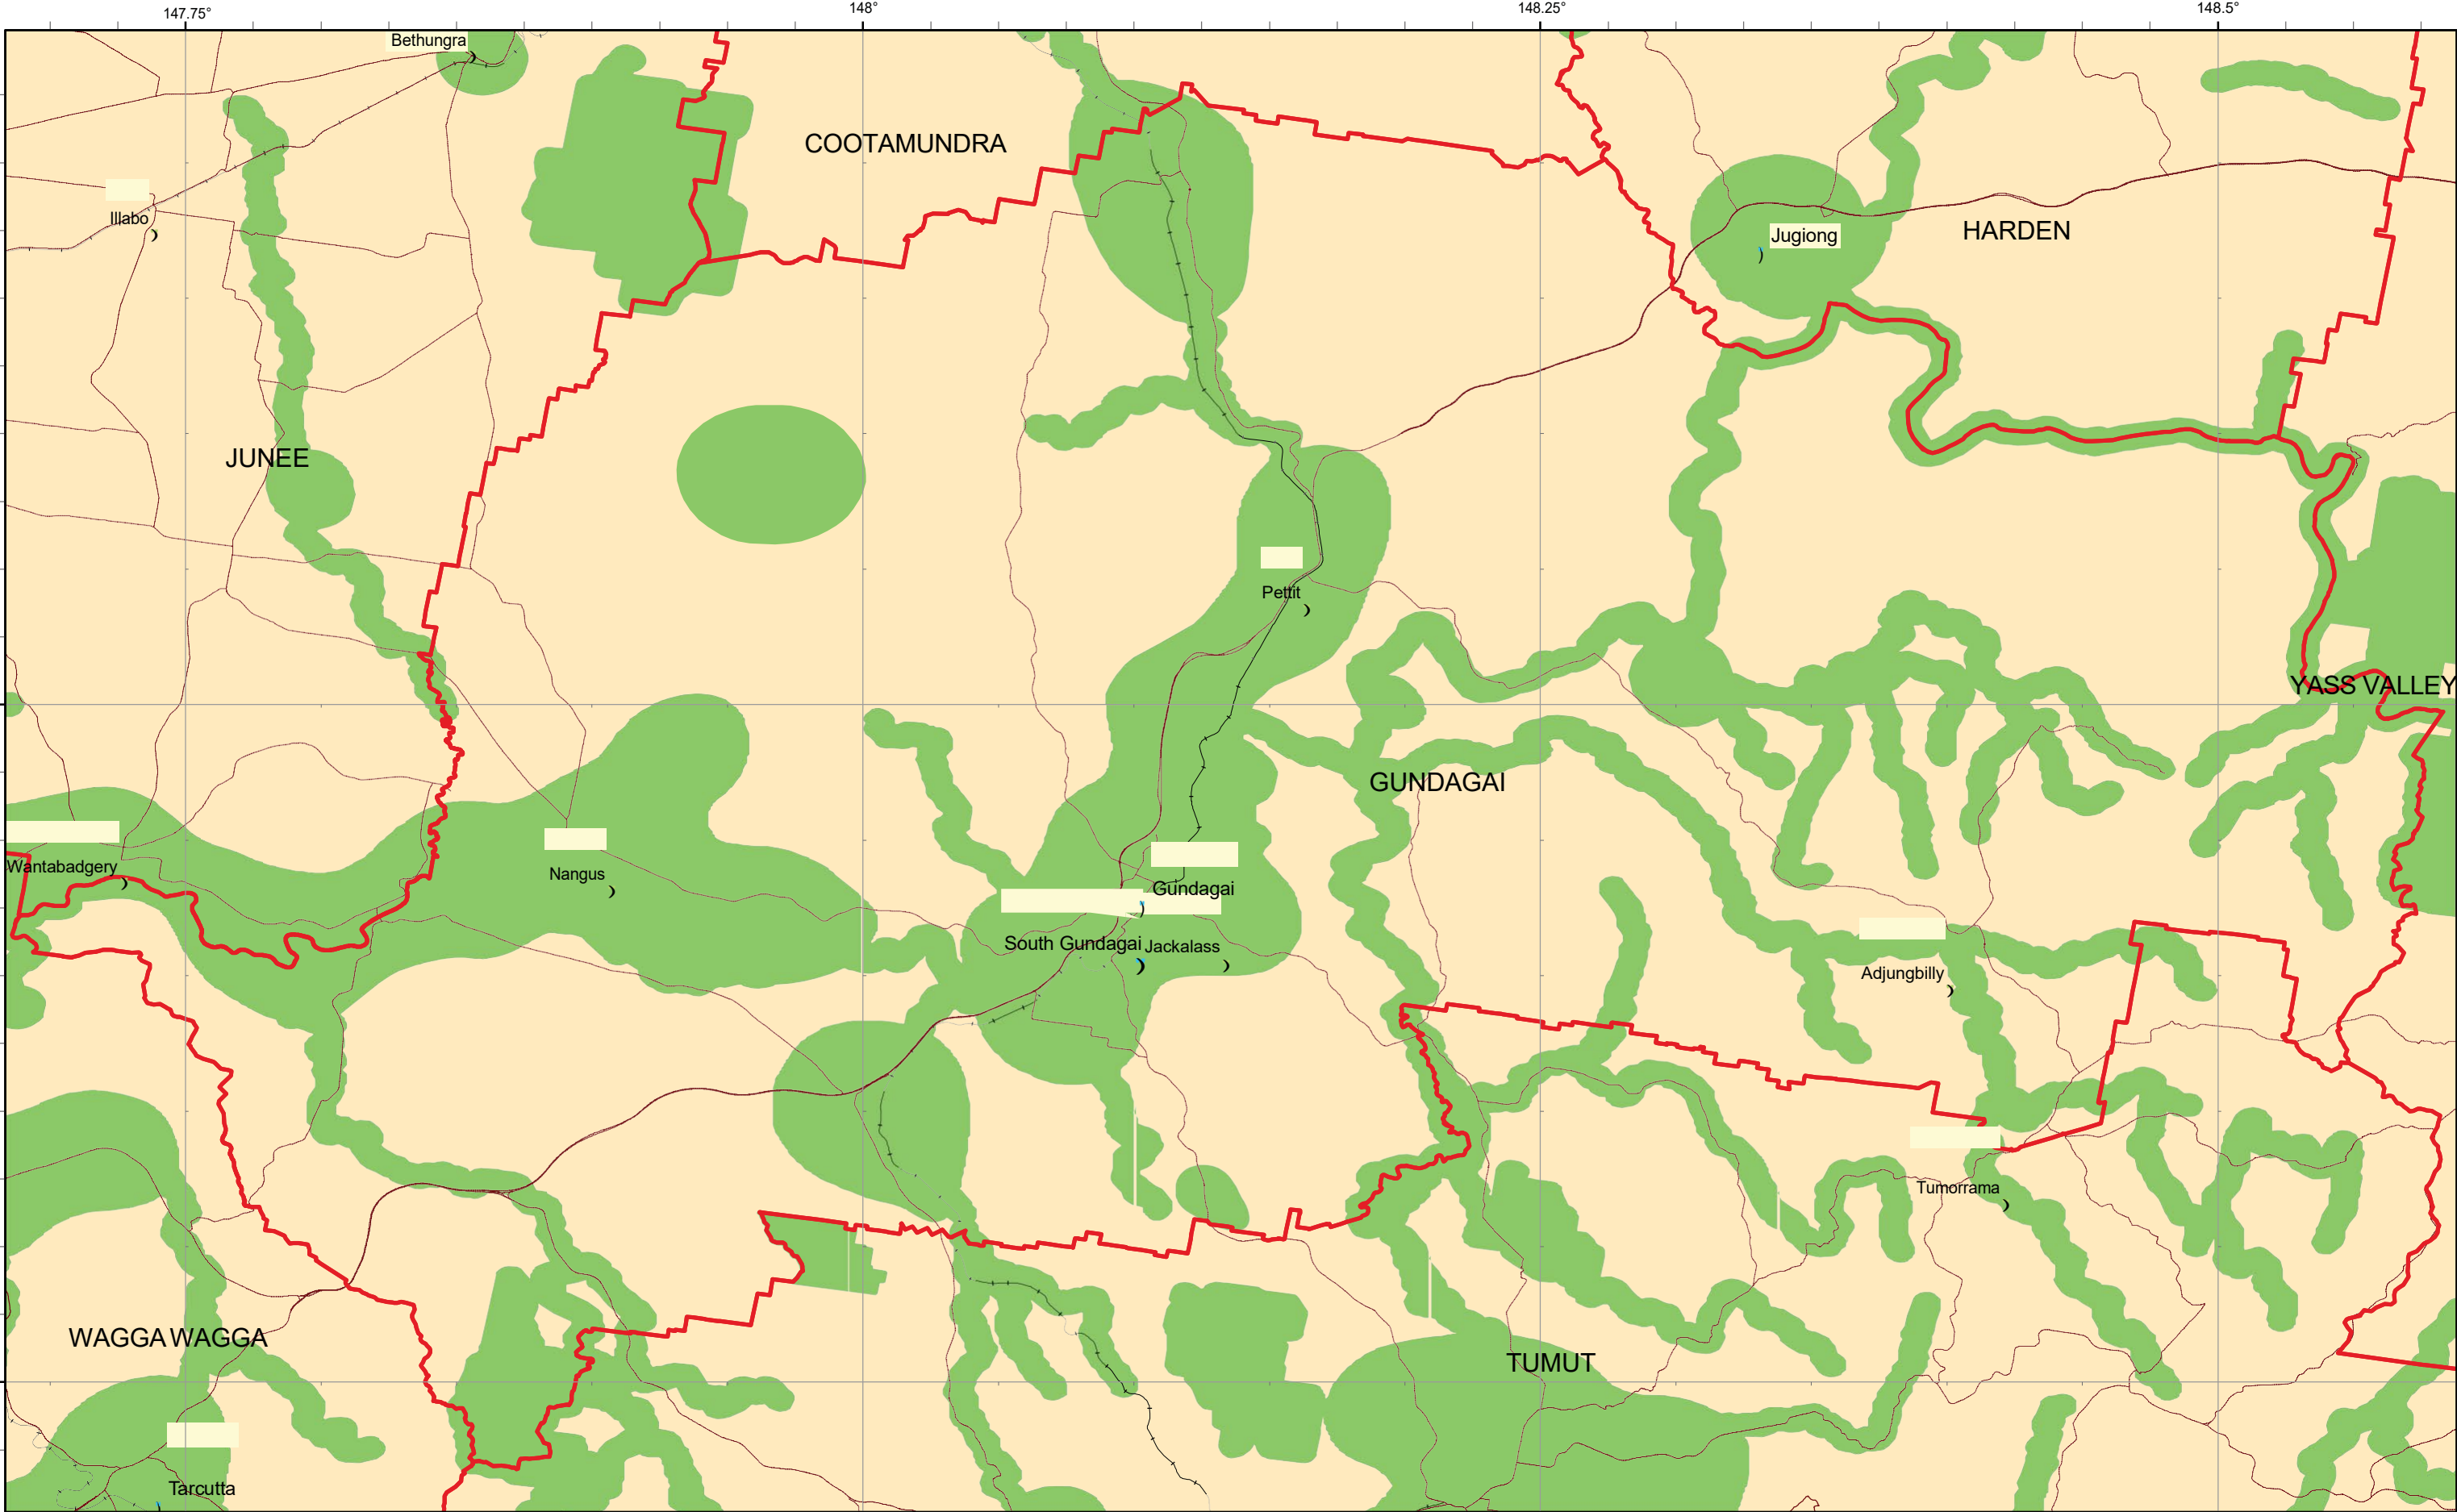 147.75° 148° 148.25° 148.5°
Bethungra
COOTAMUNDRA
Illabo
HARDEN
Jugiong
JUNEE
Pettit
YASS VALLEY
GUNDAGAI
Wantabadgery
Nangus
Gundagai
South Gundagai
Jackalass
Adjungbilly
Tumorrama
WAGGA WAGGA
TUMUT
Tarcutta